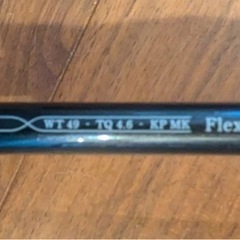 WT 49 - TQ 4.6 - KP MK Flex